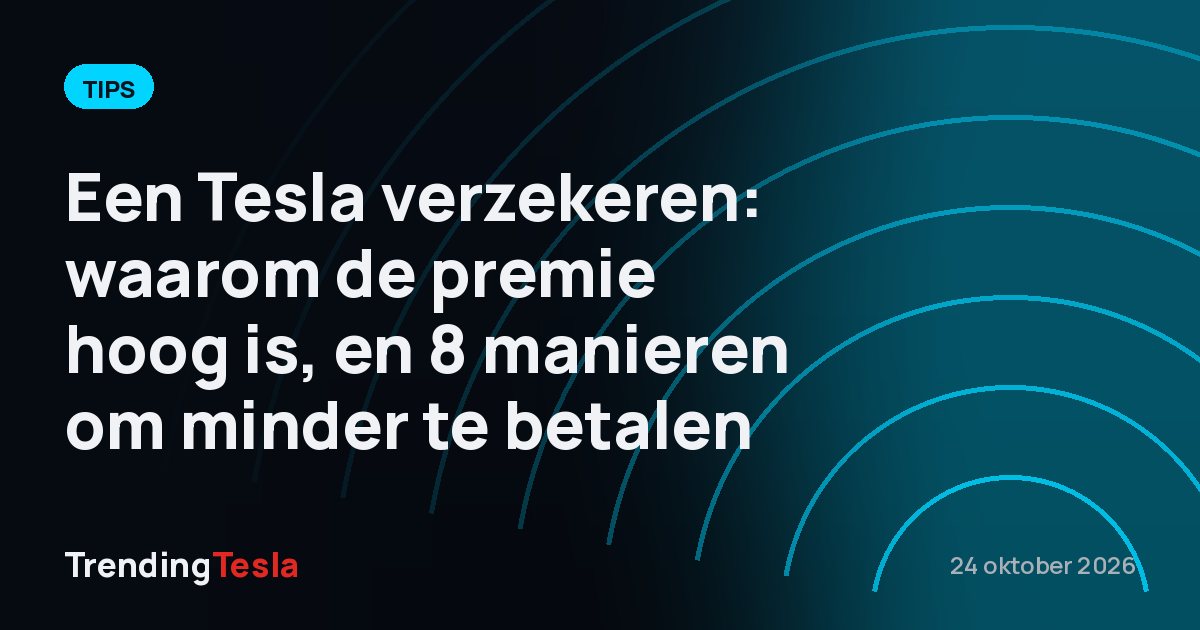 TIPS
Een Tesla verzekeren:
waarom de premie
hoog is, en 8 manieren
om minder te betalen
TrendingTesla
24 oktober 2026